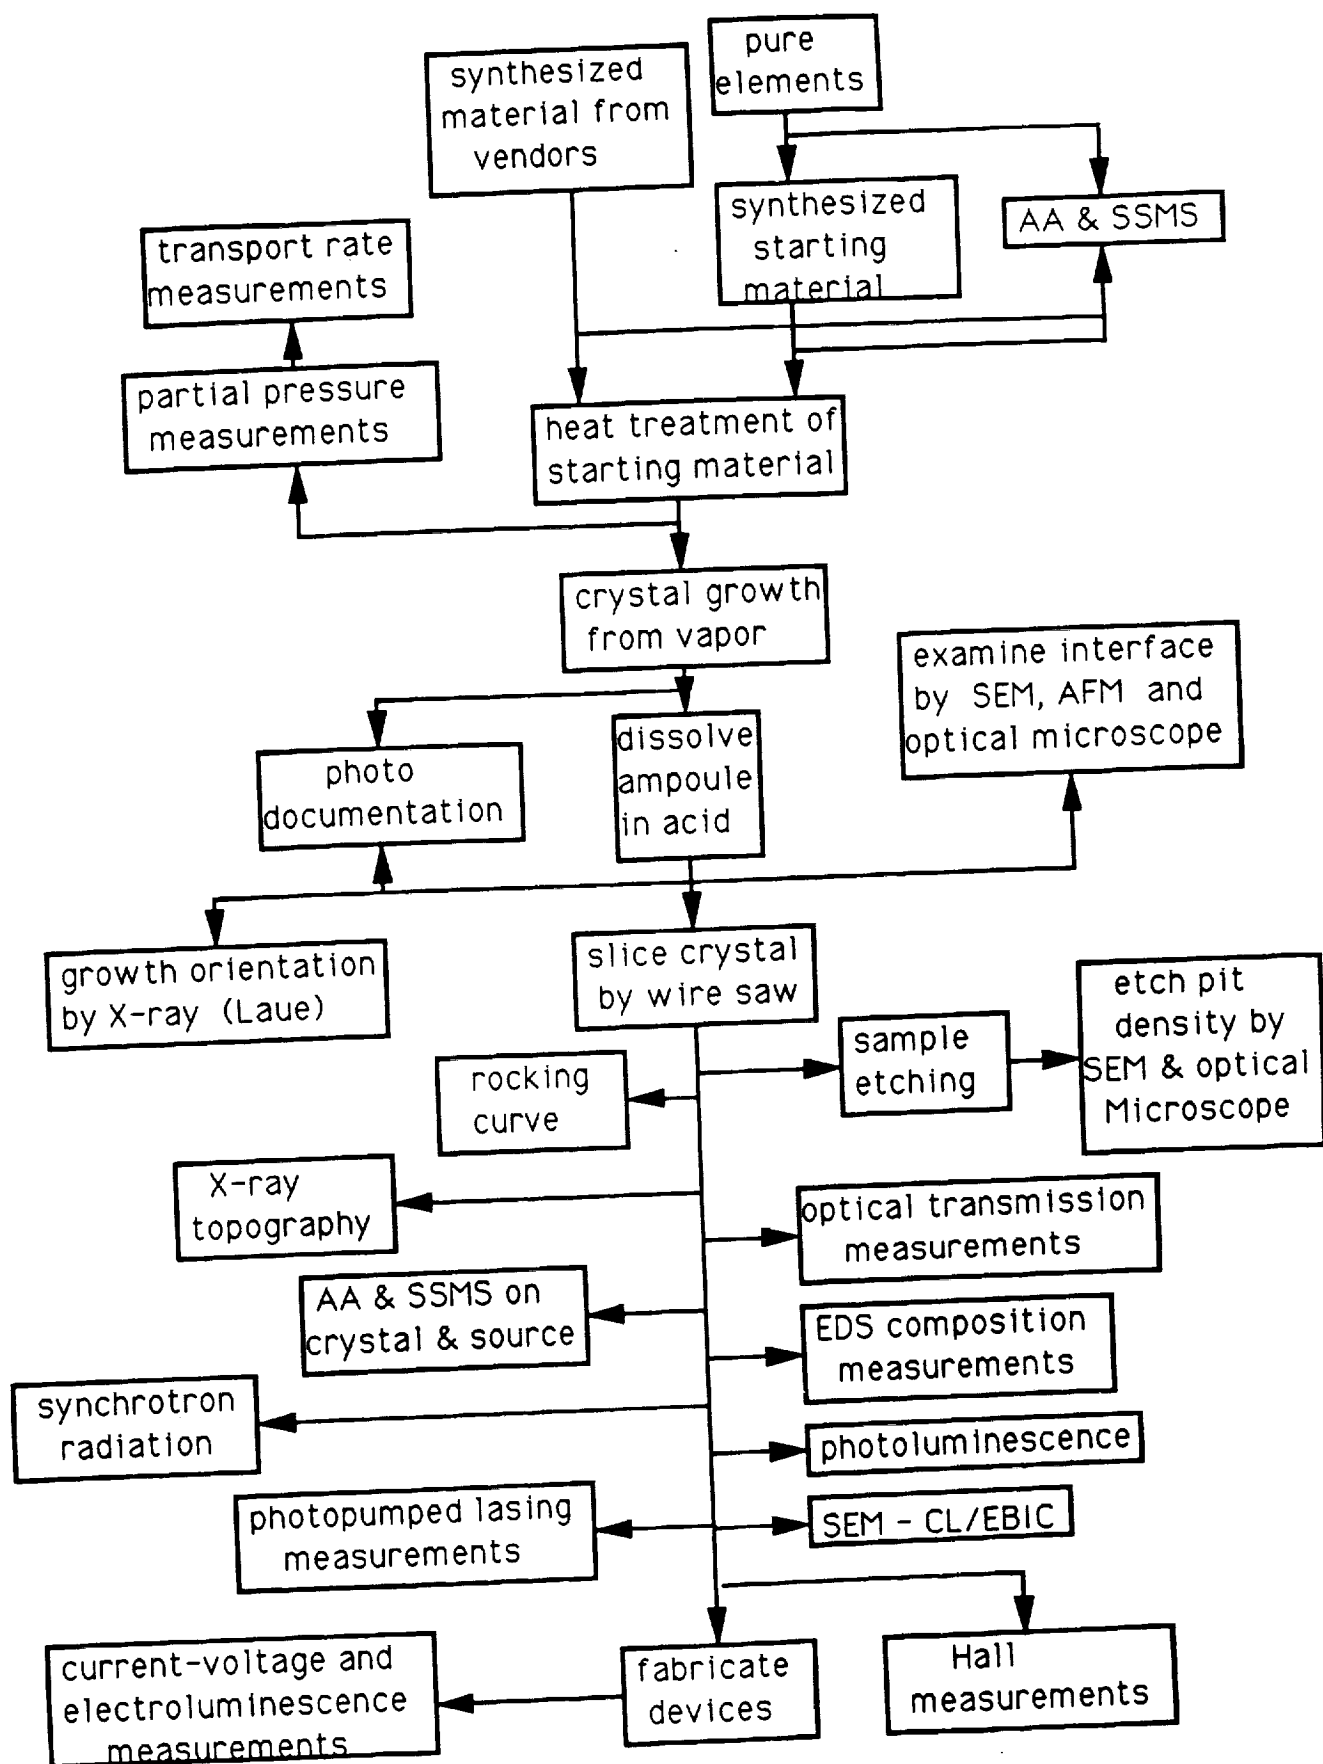 pure
elements
synthesized
material from
vendors
synthesized
starting
material
AA & SSMS
transport rate
measurements
partial pressure
measurements
heat treatment of
starting material
crystal growth
from vapor
examine interface
by SEM, AFM and
optical microscope
dissolve
ampoule
in acid
photo
documentation
growth orientation
by X-ray (Laue)
slice crystal
by wire saw
etch pit
density by
SEM & optical
Microscope
sample
etching
rocking
curve
X-ray
topography
optical transmission
measurements
AA & SSMS on
crystal & source
EDS composition
measurements
synchrotron
radiation
photoluminescence
photopumped lasing
measurements
SEM - CL/EBIC
current-voltage and
electroluminescence
measurements
fabricate
devices
Hall
measurements